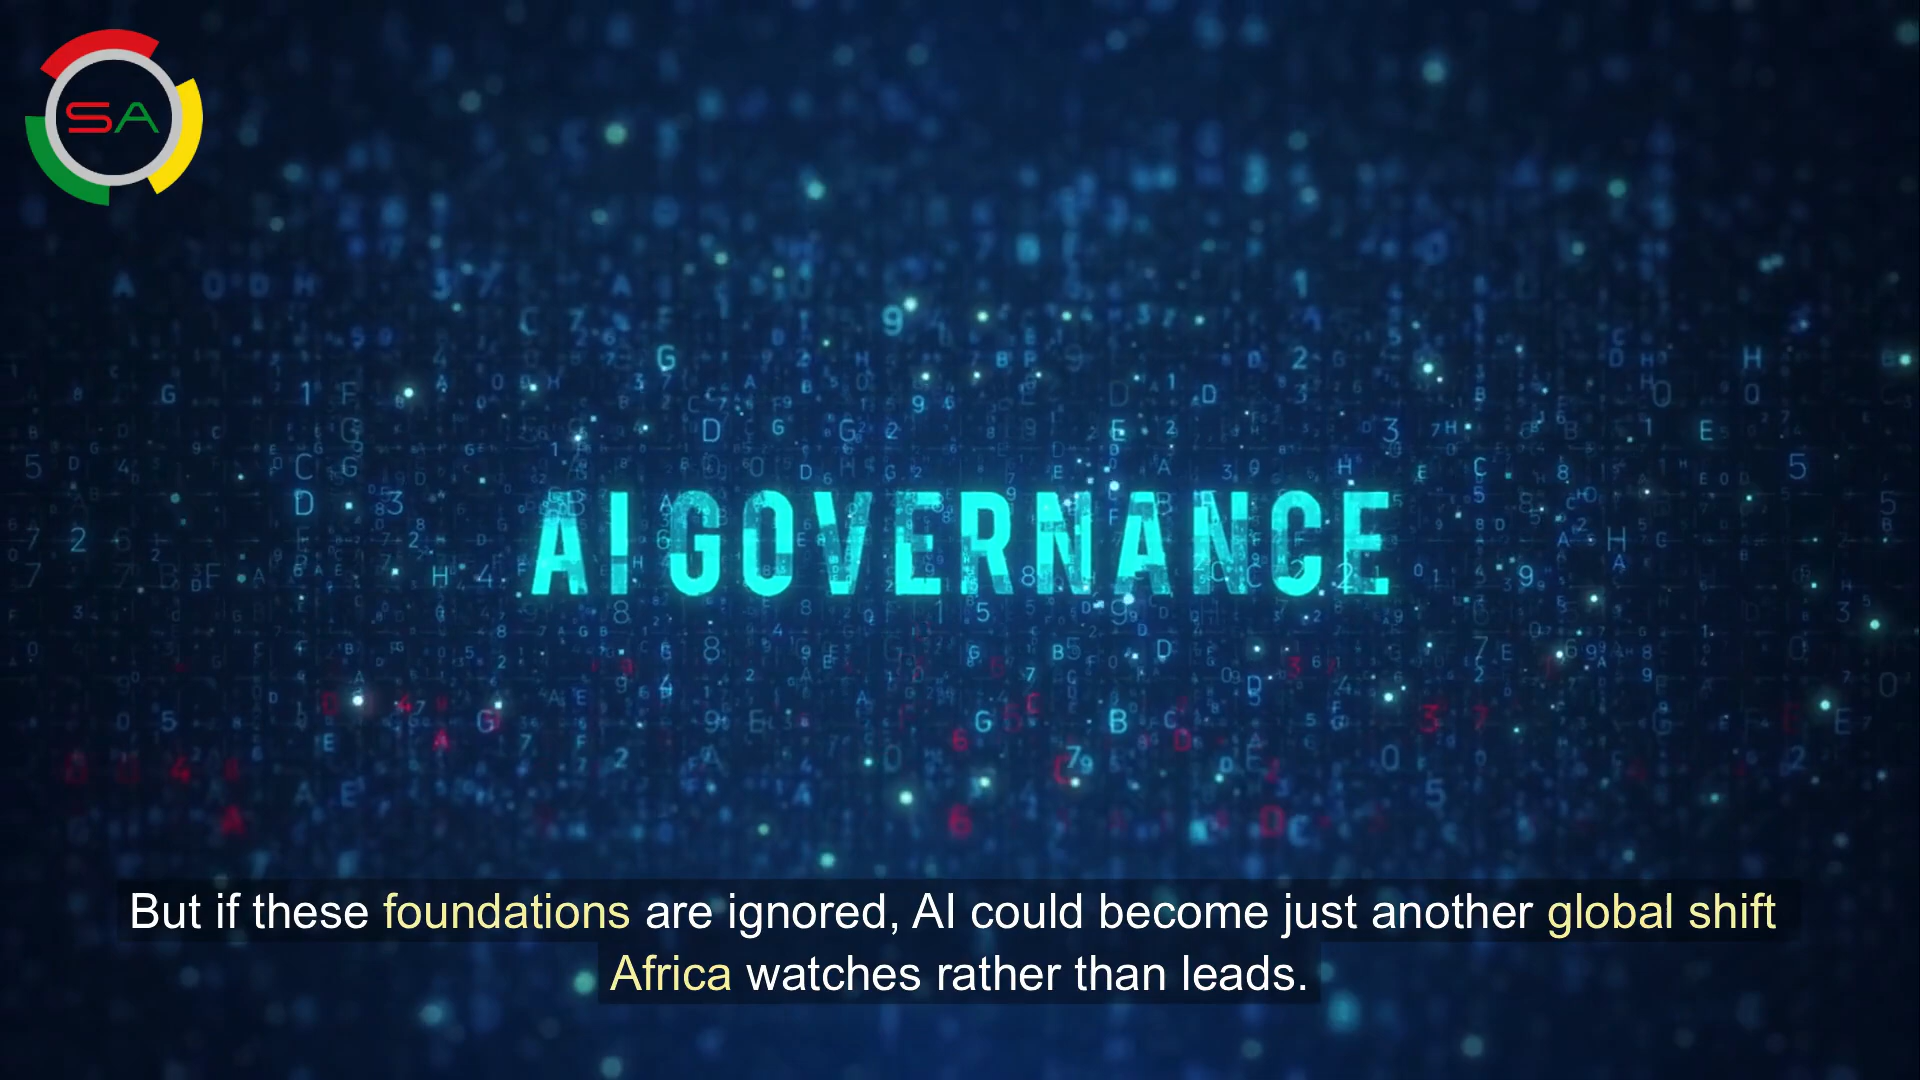 SA
AI GOVERNANCE
But if these foundations are ignored, AI could become just another global shift
Africa watches rather than leads.